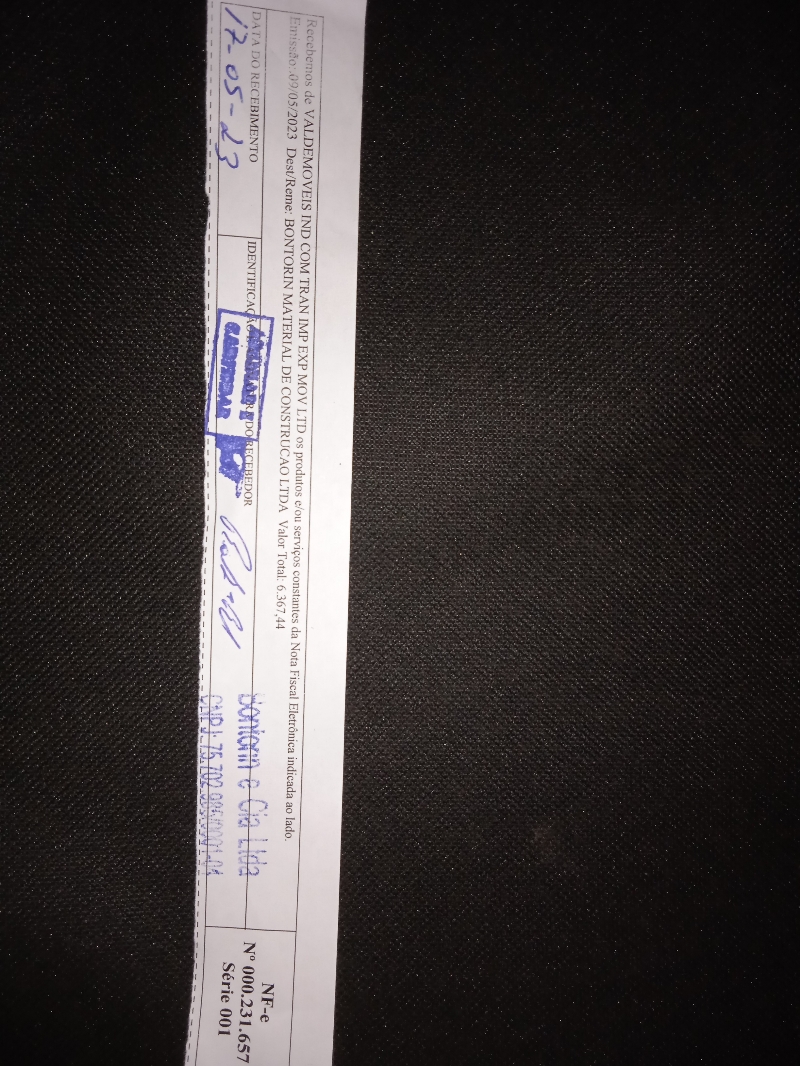 Recebemos de VALDEMOVEIS IND COM TRAN IMP EXP MOV LTD os produtos e/ou serviços constantes da Nota Fiscal Eletrônica indicada ao lado.
Emissão: 09/05/2023 Dest/Reme: BONTORIN MATERIAL DE CONSTRUCAO LTDA Valor Total: 6.367,44
DATA DO RECEBIMENTO
17-05-23
IDENTIFICAÇÃO DO RECEBEDOR
Bontorin e Cia Ltda
NF-e
Nº 000.231.657
Série 001